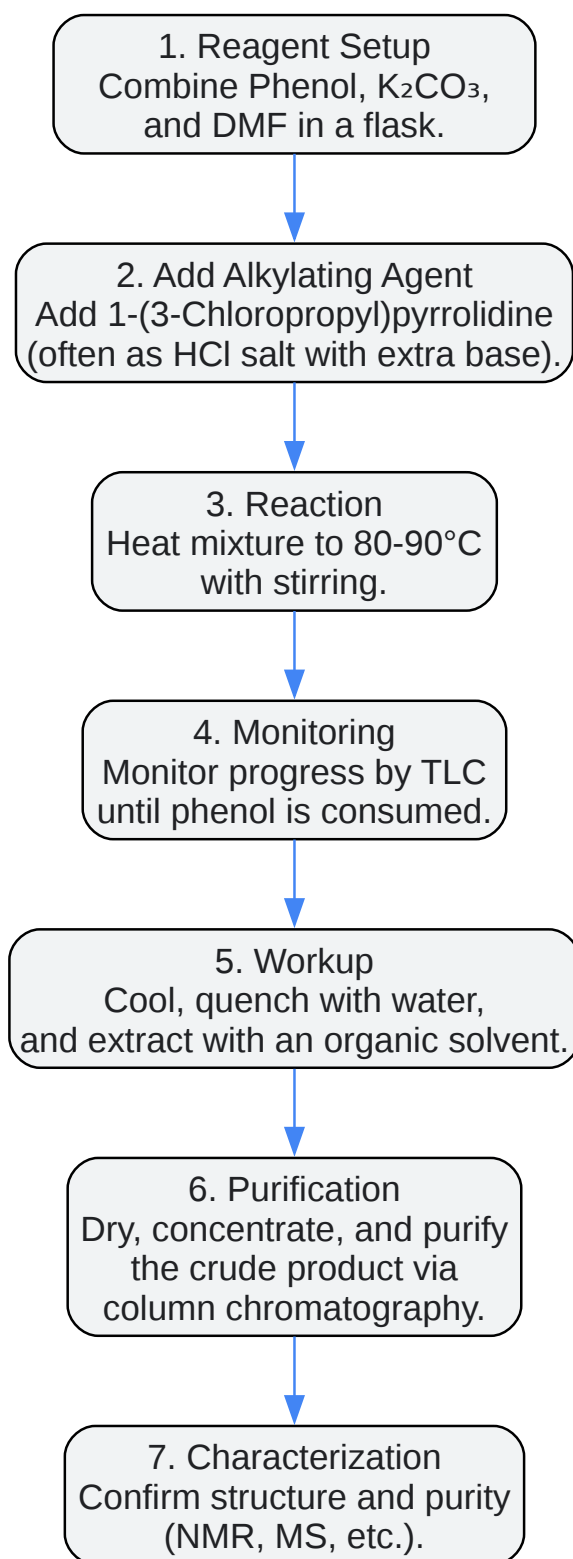 1. Reagent Setup
Combine Phenol, K₂CO₃,
and DMF in a flask.
2. Add Alkylating Agent
Add 1-(3-Chloropropyl)pyrrolidine
(often as HCl salt with extra base).
3. Reaction
Heat mixture to 80-90°C
with stirring.
4. Monitoring
Monitor progress by TLC
until phenol is consumed.
5. Workup
Cool, quench with water,
and extract with an organic solvent.
6. Purification
Dry, concentrate, and purify
the crude product via
column chromatography.
7. Characterization
Confirm structure and purity
(NMR, MS, etc.).